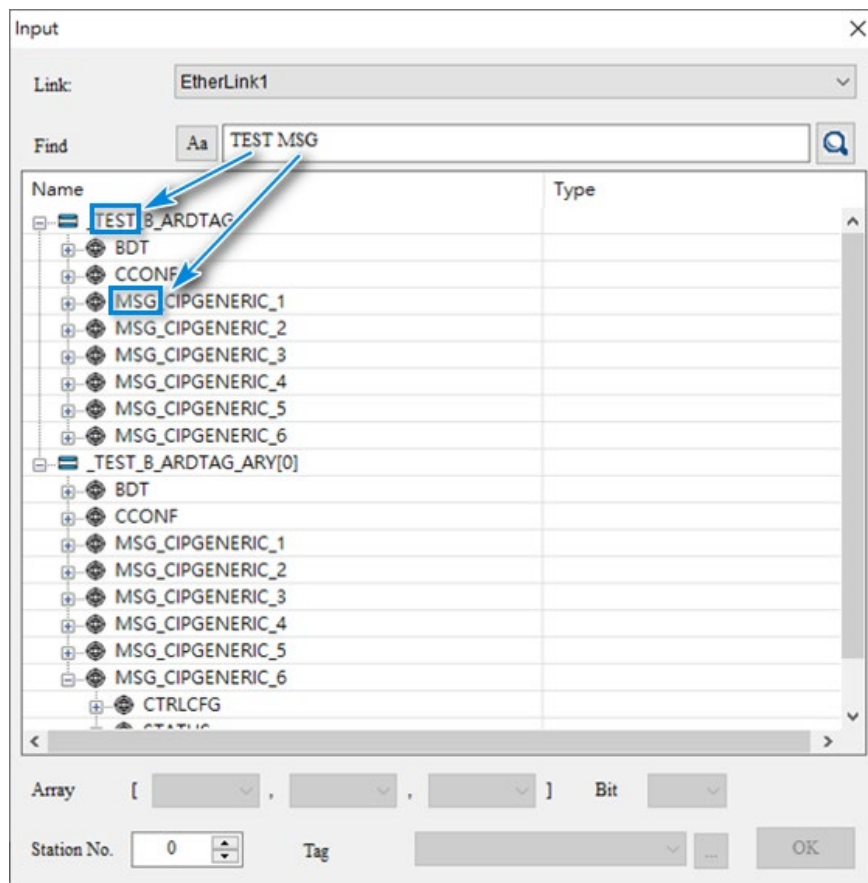 Input
Link: EtherLink1
Find Aa TEST MSG
Name Type
_TEST_B_ARDTAG
BDT
CCONF
MSG_CIPGENERIC_1
MSG_CIPGENERIC_2
MSG_CIPGENERIC_3
MSG_CIPGENERIC_4
MSG_CIPGENERIC_5
MSG_CIPGENERIC_6
_TEST_B_ARDTAG_ARY[0]
BDT
CCONF
MSG_CIPGENERIC_1
MSG_CIPGENERIC_2
MSG_CIPGENERIC_3
MSG_CIPGENERIC_4
MSG_CIPGENERIC_5
MSG_CIPGENERIC_6
CTRLCFG
Array [ , , ] Bit
Station No. 0 Tag ... OK